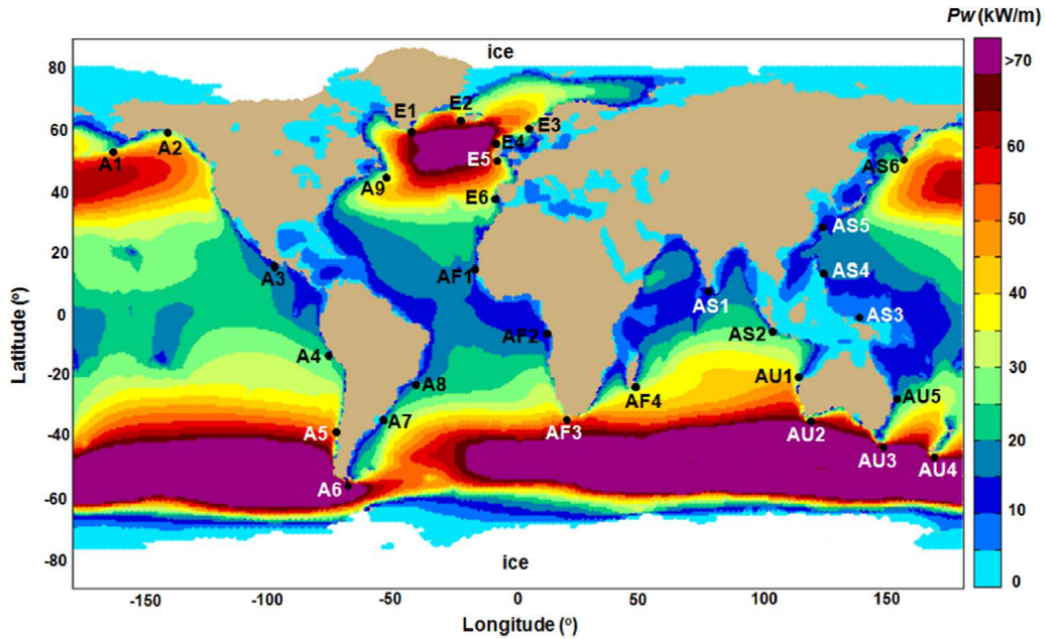 Pw (kW/m)
ice
80
>70
E1
E2
E3
60
A2
E4
60
A1
E5
AS6
A9
40
E6
50
20
AS5
A3
AF1
AS4
40
0
AS1
AS3
AF2
AS2
30
A4
-20
A8
AF4
AU1
AU5
-40
A5
A7
AF3
AU2
20
AU3
AU4
A6
-60
10
-80
ice
0
-150
-100
-50
0
50
100
150
Latitude (º)
Longitude (º)